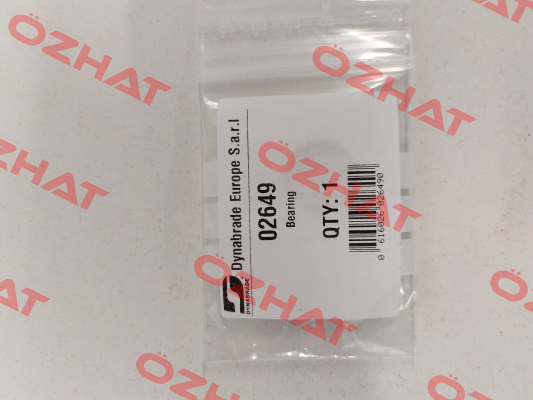 Dynabrade Europe S.a.r.l
02649
Bearing
QTY: 1
0 616026 026490
DYNABRADE
ÖZHAT
ÖZHAT
ÖZHAT
ÖZHAT
ÖZHAT
ÖZHAT
ÖZHAT
ÖZHAT
ÖZHAT
ÖZHAT